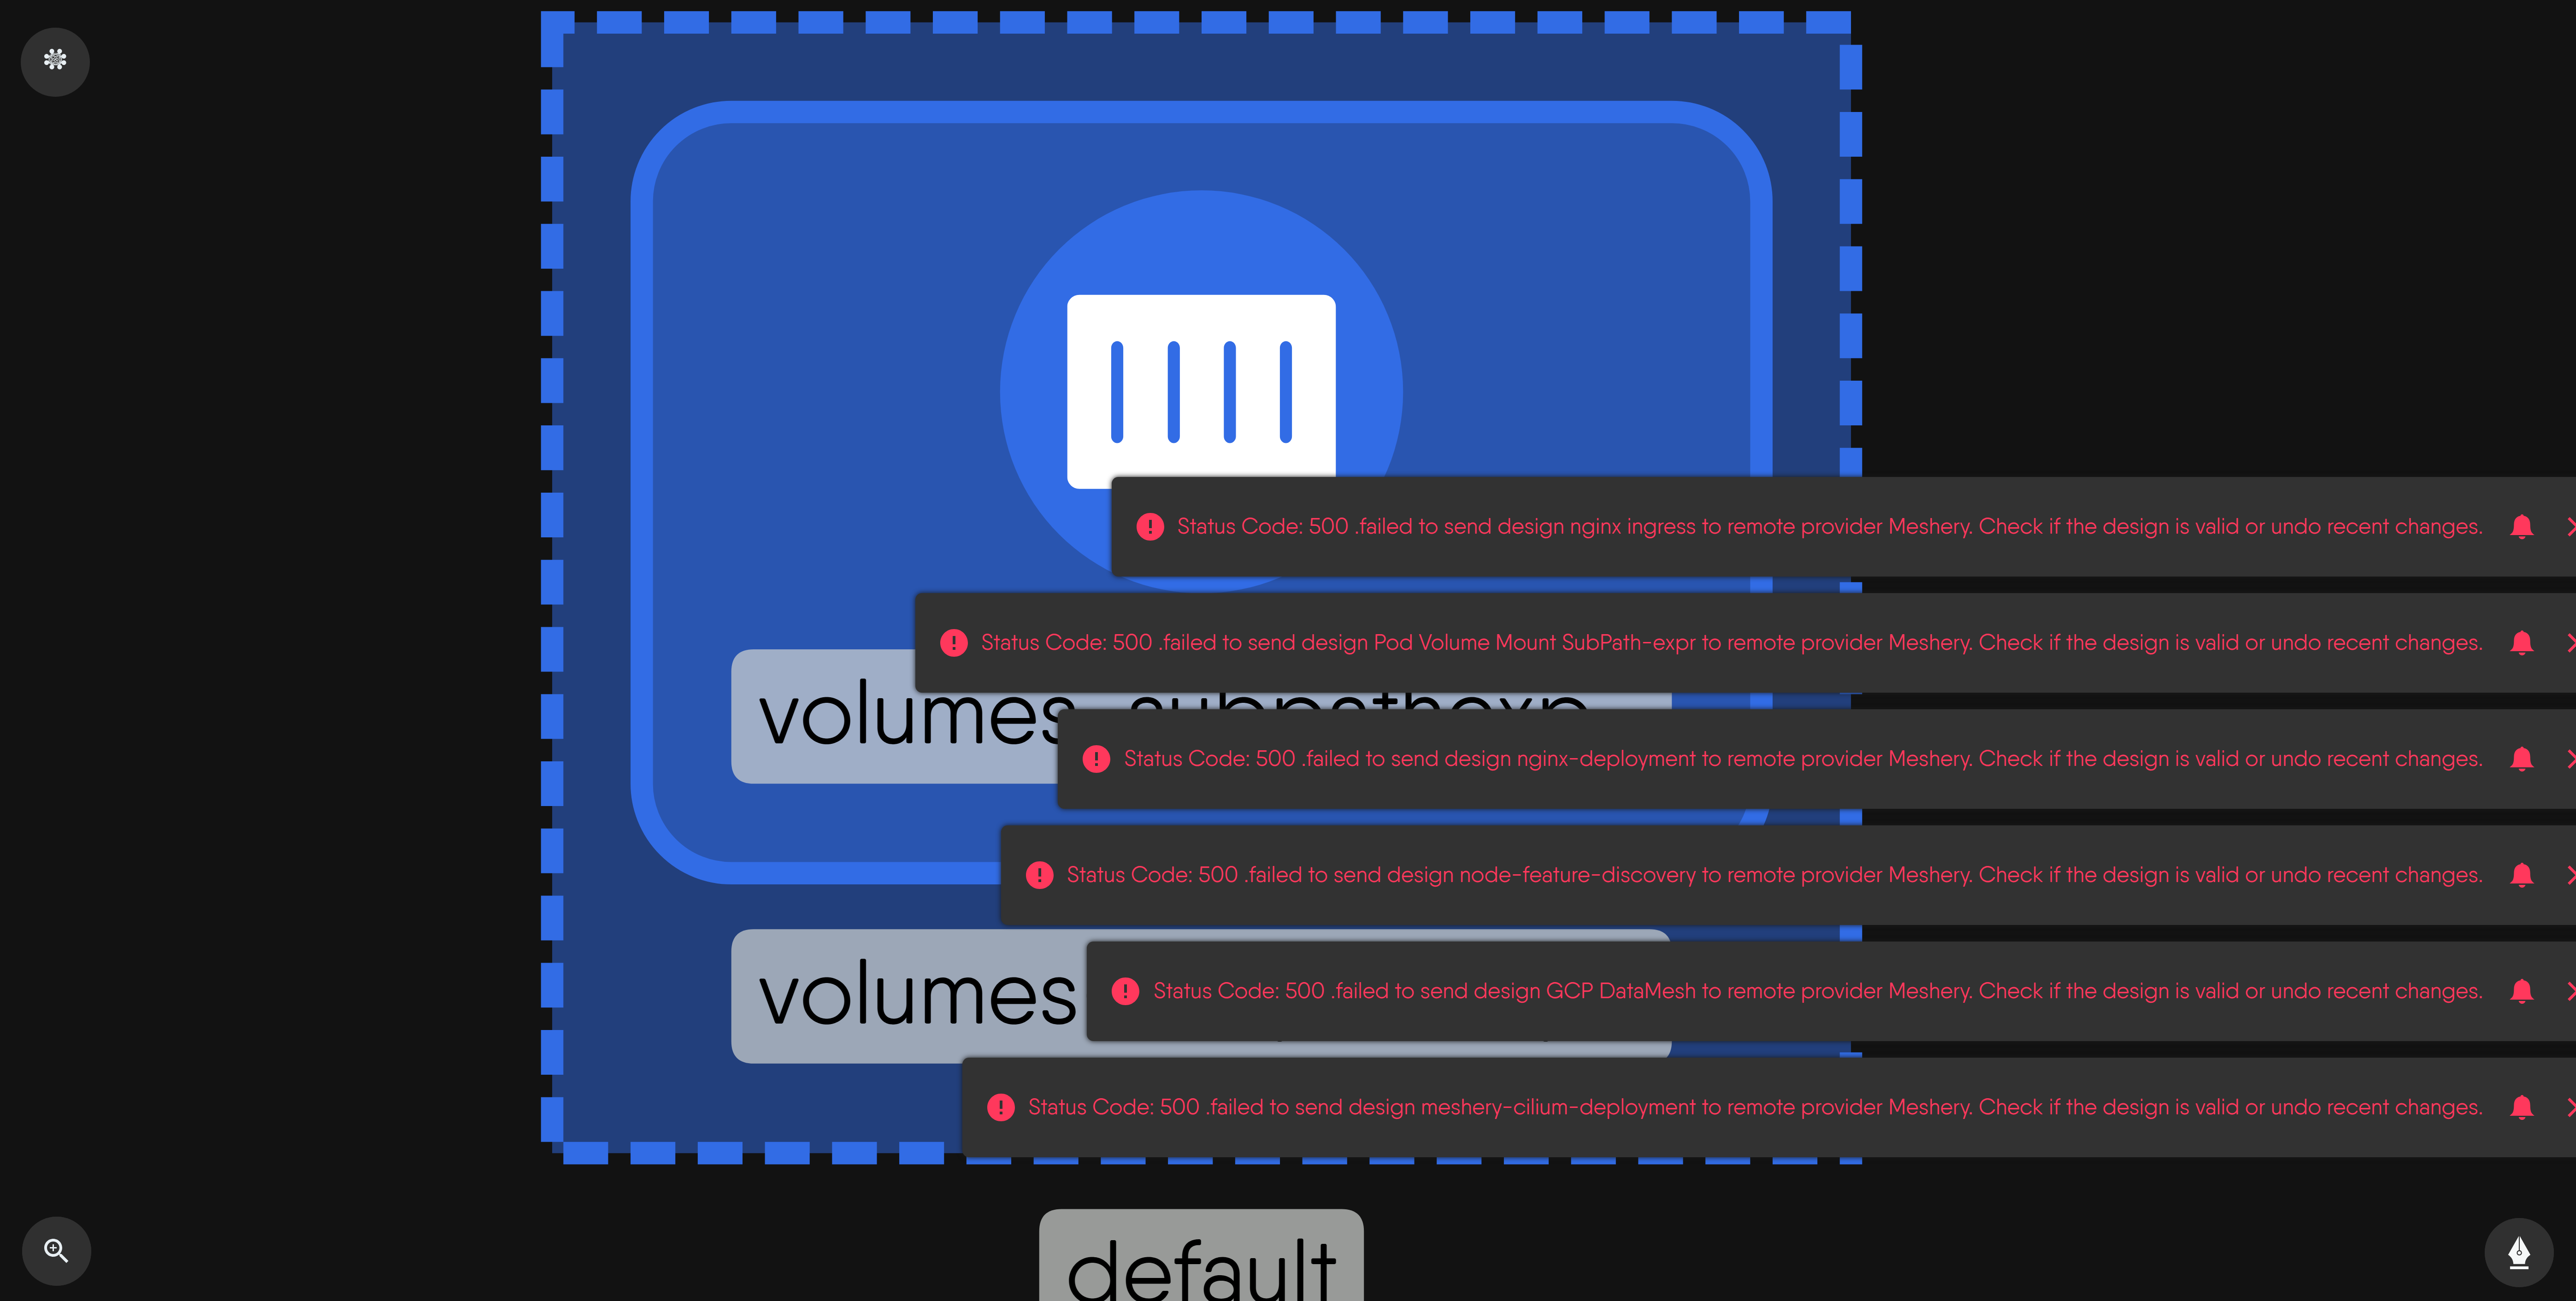 Status Code: 500 .failed to send design nginx ingress to remote provider Meshery. Check if the design is valid or undo recent changes.
Status Code: 500 .failed to send design Pod Volume Mount SubPath-expr to remote provider Meshery. Check if the design is valid or undo recent changes.
volumes
Status Code: 500 .failed to send design nginx-deployment to remote provider Meshery. Check if the design is valid or undo recent changes.
Status Code: 500 .failed to send design node-feature-discovery to remote provider Meshery. Check if the design is valid or undo recent changes.
volumes
Status Code: 500 .failed to send design GCP DataMesh to remote provider Meshery. Check if the design is valid or undo recent changes.
Status Code: 500 .failed to send design meshery-cilium-deployment to remote provider Meshery. Check if the design is valid or undo recent changes.
default